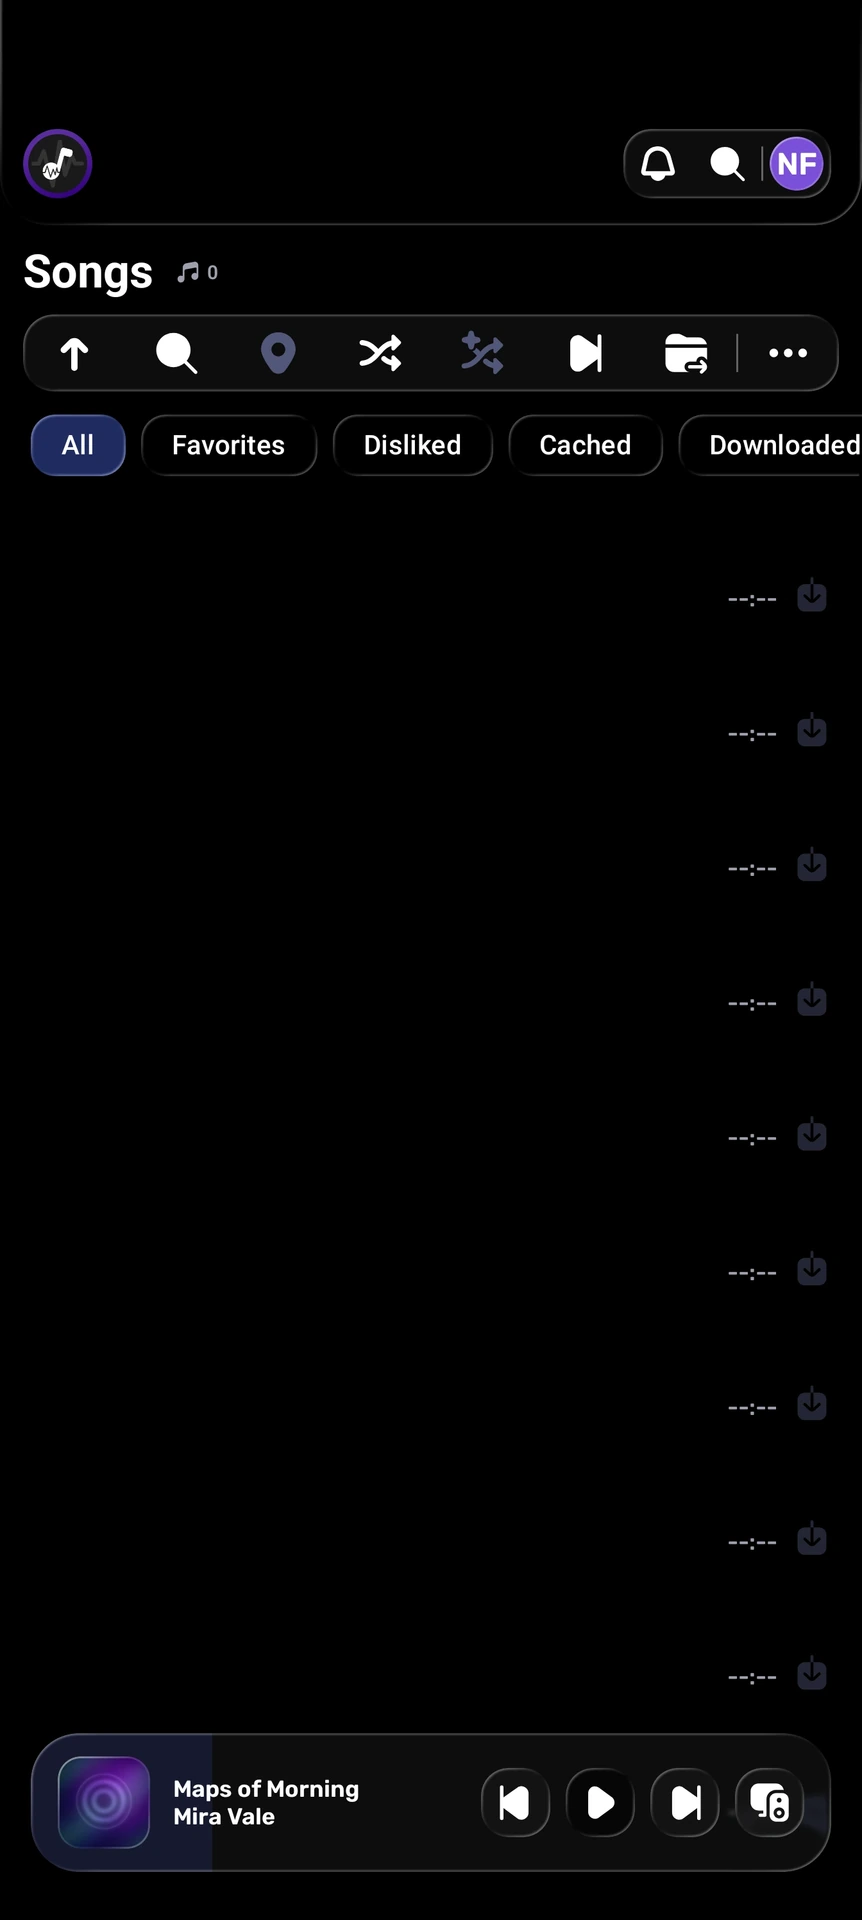 NF
Songs 0
All Favorites Disliked Cached Downloaded
--:--
--:--
--:--
--:--
--:--
--:--
--:--
--:--
--:--
Maps of Morning
Mira Vale